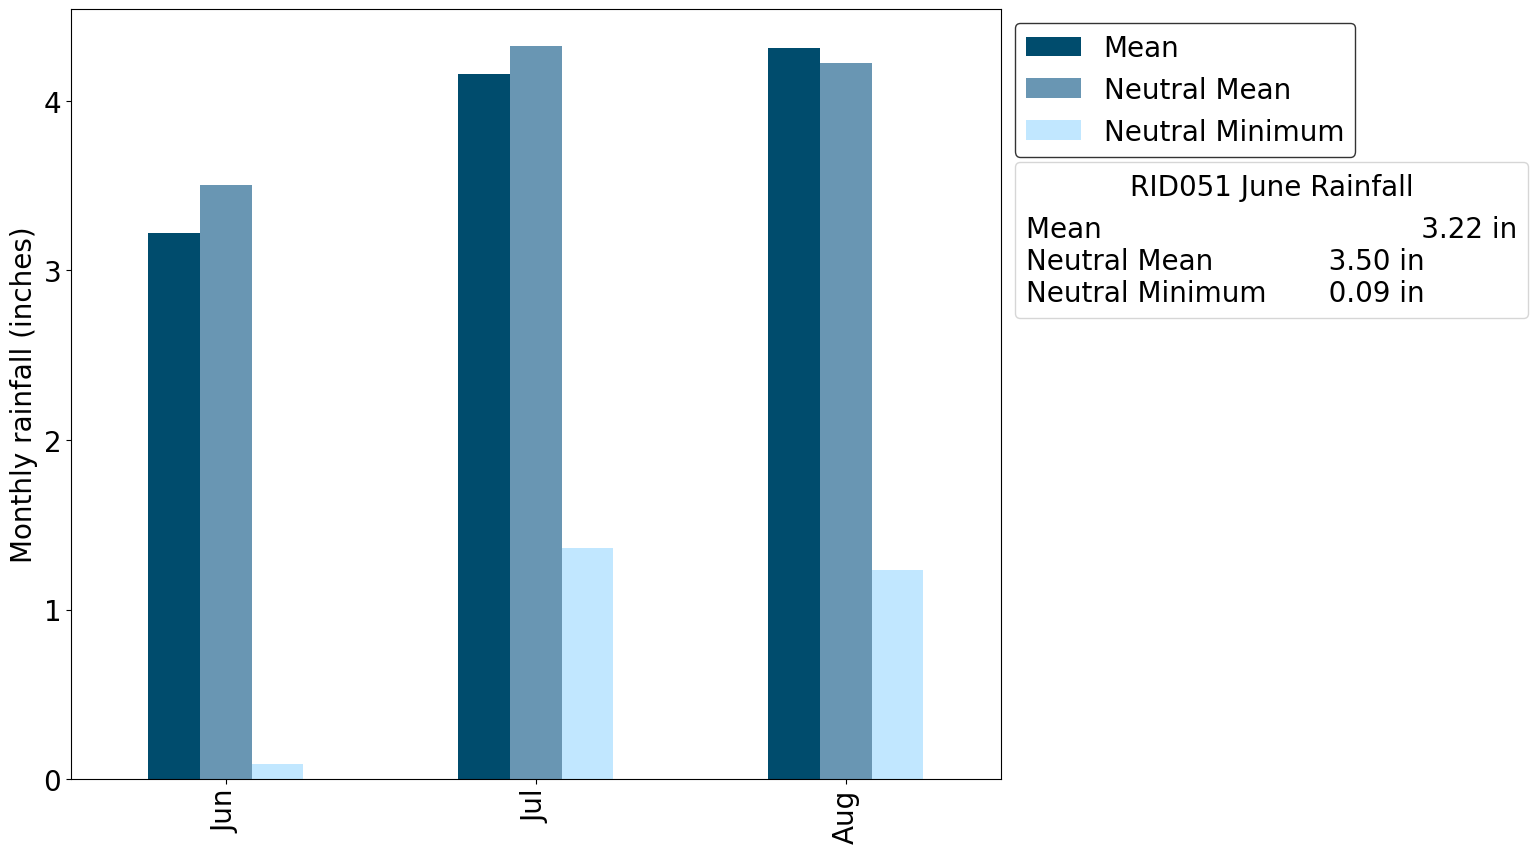 Monthly rainfall (inches)
4
3
2
1
0
Jun
Jul
Aug
Mean
Neutral Mean
Neutral Minimum
RID051 June Rainfall
Mean 3.22 in
Neutral Mean 3.50 in
Neutral Minimum 0.09 in